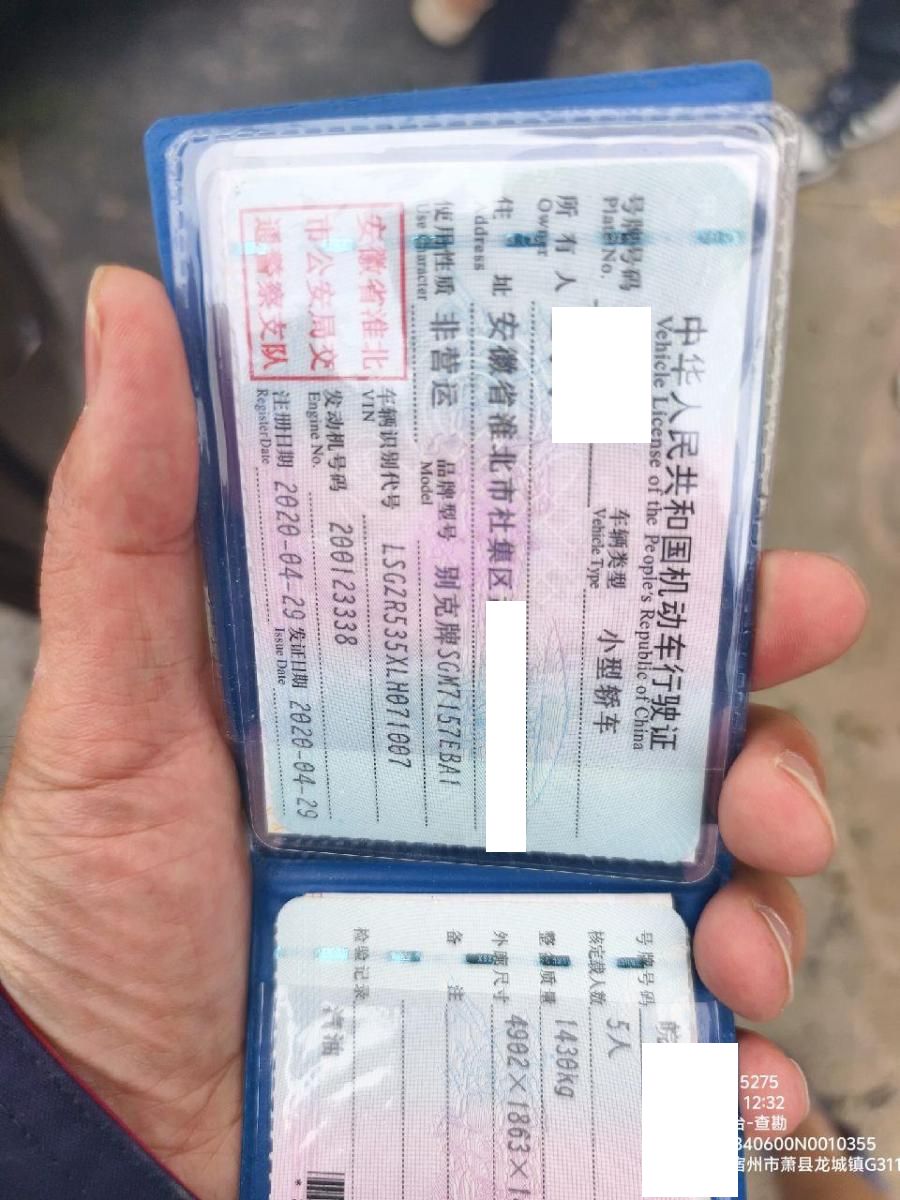 中华人民共和国机动车行驶证
Vehicle License of the People's Republic of China
号牌号码
Plate No.
车辆类型 小型轿车
Vehicle Type
所有人
Owner
住址 安徽省淮北市杜集区
Address
使用性质 非营运 品牌型号 别克牌SGM7157EBA1
Use Character Model
安徽省淮北
市公安局交
通警察支队
车辆识别代号 LSGZR535XLH071007
VIN
发动机号码 200123338
Engine No.
注册日期 2020-04-29 发证日期 2020-04-29
Register Date Issue Date
号牌号码 皖
核定载人数 5人
整备质量 1430kg
外廓尺寸 4902×1863×1
备注
检验记录
汽油
5275
12:32
台-查勘
340600N0010355
宿州市萧县龙城镇G311